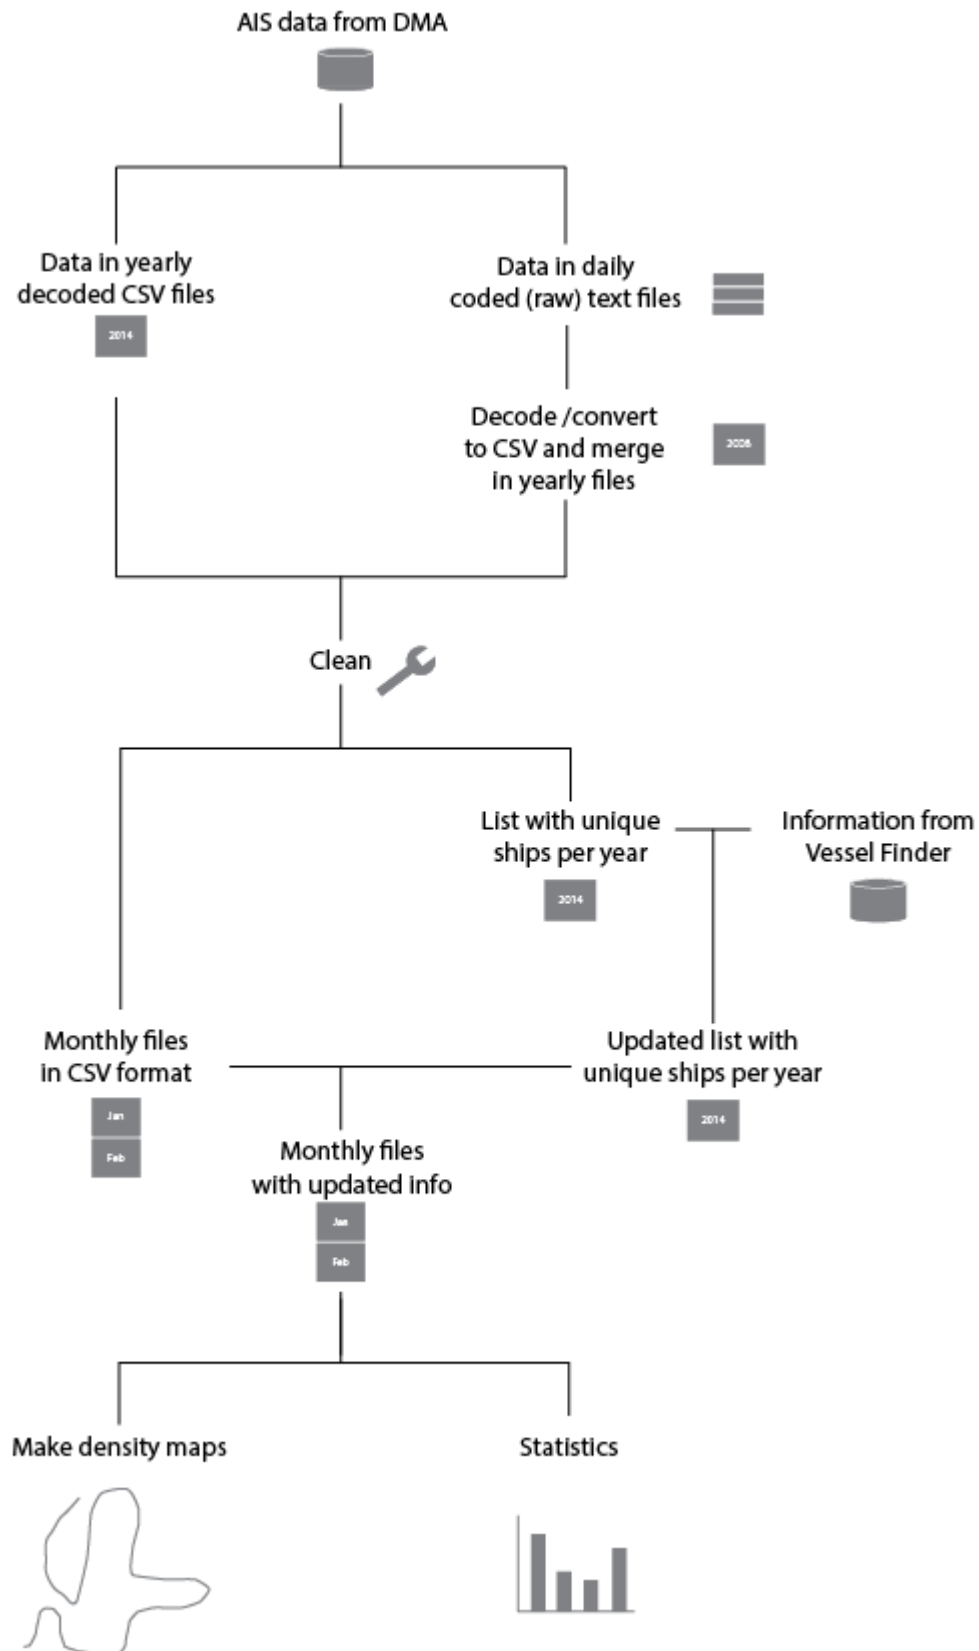 AIS data from DMA
Data in yearly
decoded CSV files
2014
Data in daily
coded (raw) text files
Decode /convert
to CSV and merge
in yearly files
Clean
List with unique
ships per year
2014
Information from
Vessel Finder
Monthly files
in CSV format
Jan
Feb
Updated list with
unique ships per year
2014
Monthly files
with updated info
Jan
Feb
Make density maps
Statistics